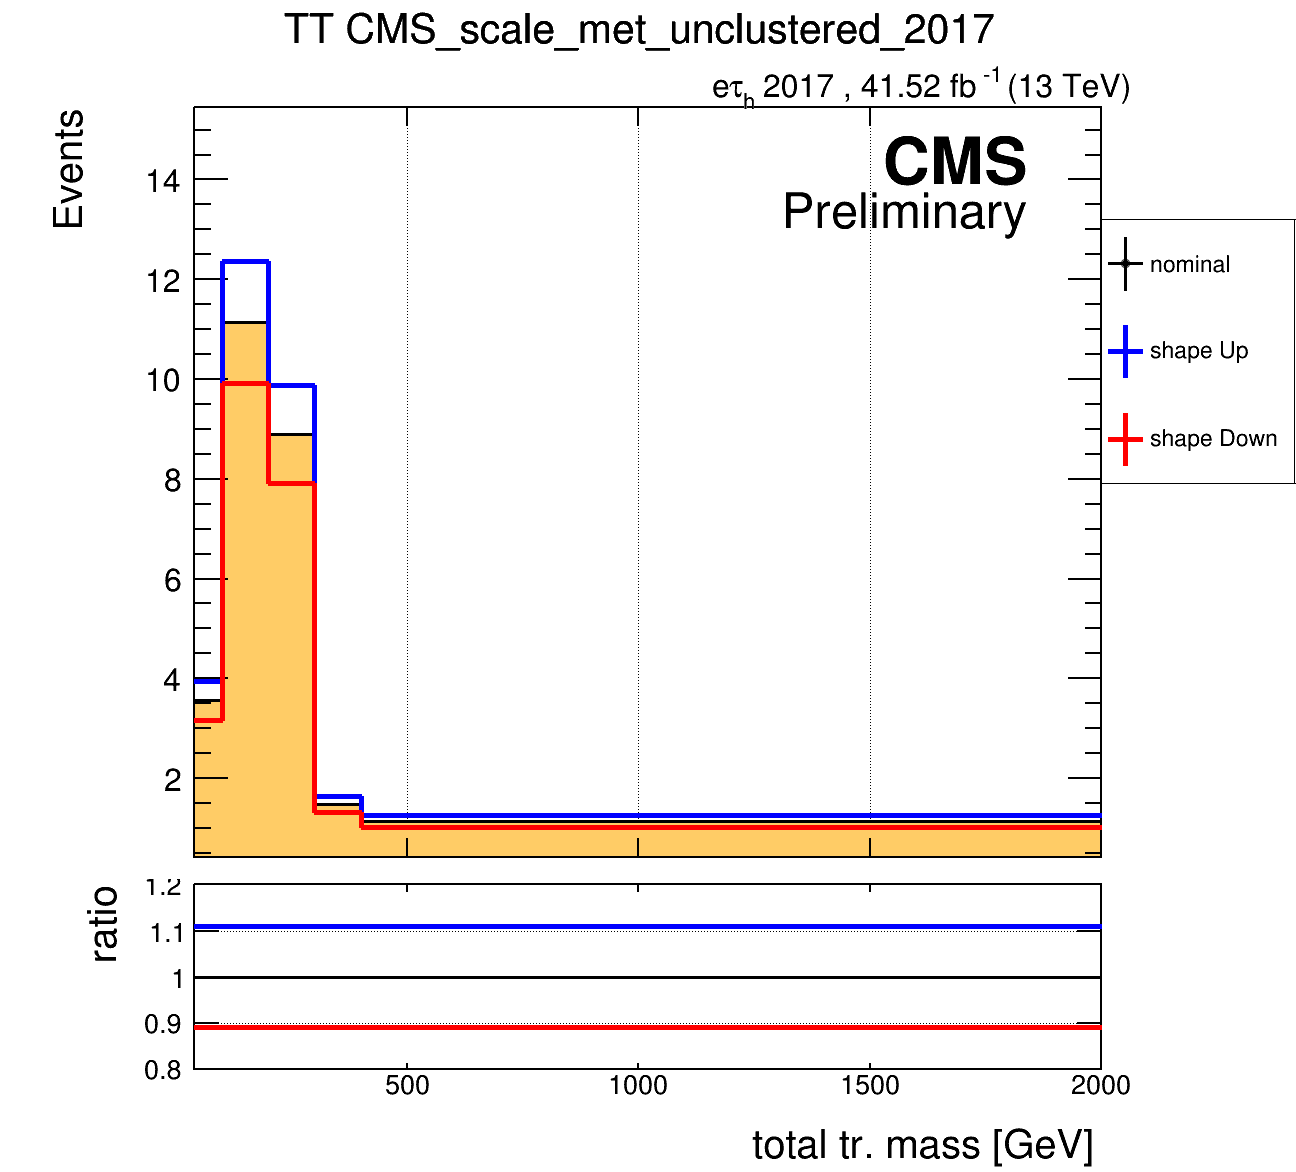 TT CMS_scale_met_unclustered_2017
eτh 2017 , 41.52 fb-1 (13 TeV)
Events
14
12
10
8
6
4
2
CMS
Preliminary
nominal
shape Up
shape Down
ratio
1.2
1.1
1
0.9
0.8
500 1000 1500 2000
total tr. mass [GeV]